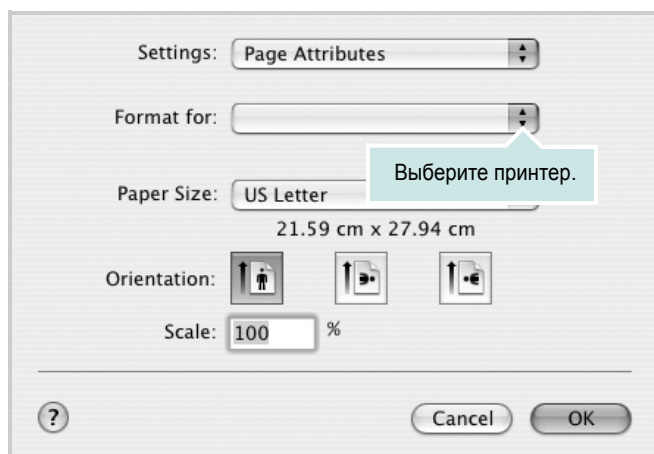 Settings: Page Attributes
Format for:
Выберите принтер.
Paper Size: US Letter
21.59 cm x 27.94 cm
Orientation:
Scale: 100 %
? Cancel OK